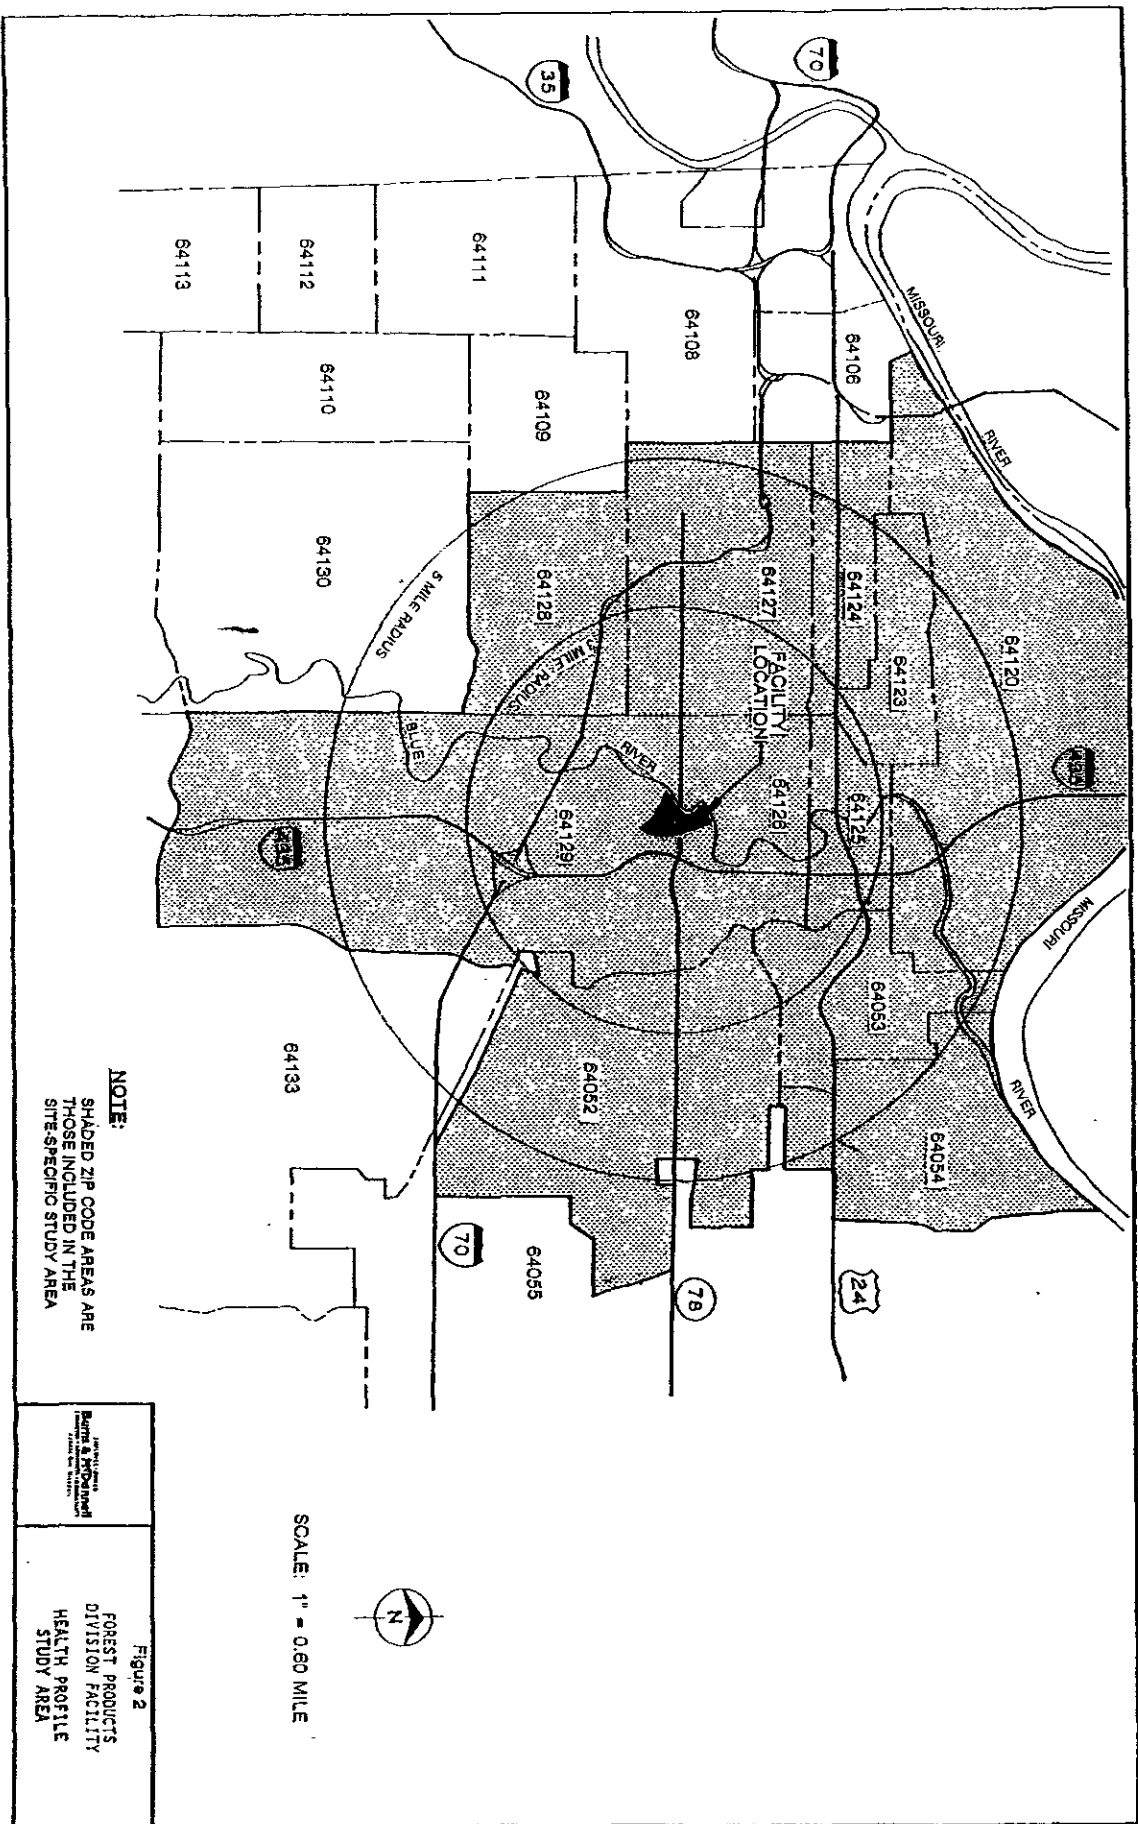 70
35
MISSOURI
RIVER
64106
64108
64111
64112
64113
64109
64110
64130
64120
64123
64124
64127
64128
FACILITY
LOCATION
5 MILE RADIUS
3 MILE RADIUS
BLUE
RIVER
435
64125
64126
64129
435
MISSOURI
RIVER
64053
64054
64052
64133
64055
24
78
70
NOTE:
SHADED ZIP CODE AREAS ARE
THOSE INCLUDED IN THE
SITE-SPECIFIC STUDY AREA
N
SCALE: 1" = 0.60 MILE
Burns & McDonnell
Figure 2
FOREST PRODUCTS
DIVISION FACILITY
HEALTH PROFILE
STUDY AREA